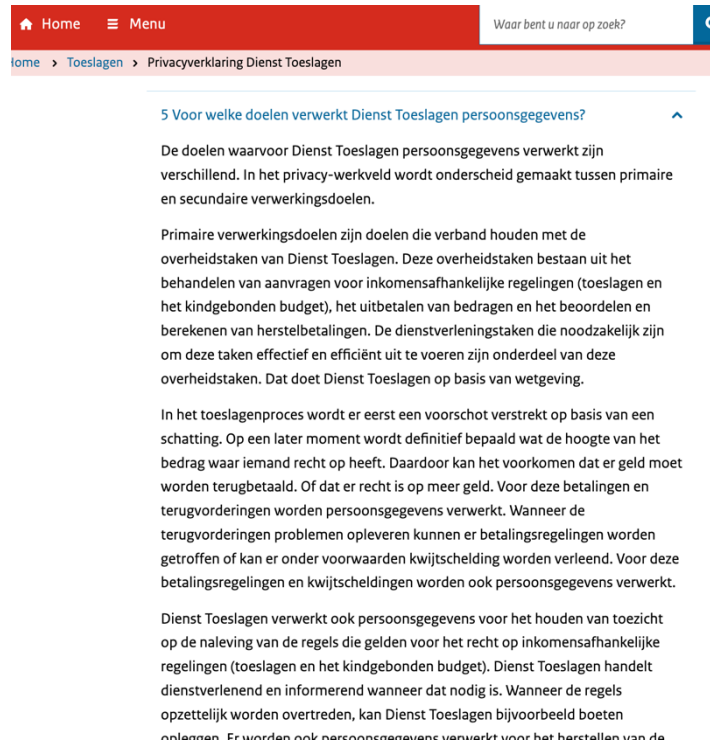 Home Menu Waar bent u naar op zoek?
Home > Toeslagen > Privacyverklaring Dienst Toeslagen
5 Voor welke doelen verwerkt Dienst Toeslagen persoonsgegevens?
De doelen waarvoor Dienst Toeslagen persoonsgegevens verwerkt zijn
verschillend. In het privacy-werkveld wordt onderscheid gemaakt tussen primaire
en secundaire verwerkingsdoelen.
Primaire verwerkingsdoelen zijn doelen die verband houden met de
overheidstaken van Dienst Toeslagen. Deze overheidstaken bestaan uit het
behandelen van aanvragen voor inkomensafhankelijke regelingen (toeslagen en
het kindgebonden budget), het uitbetalen van bedragen en het beoordelen en
berekenen van herstelbetalingen. De dienstverleningstaken die noodzakelijk zijn
om deze taken effectief en efficiënt uit te voeren zijn onderdeel van deze
overheidstaken. Dat doet Dienst Toeslagen op basis van wetgeving.
In het toeslagenproces wordt er eerst een voorschot verstrekt op basis van een
schatting. Op een later moment wordt definitief bepaald wat de hoogte van het
bedrag waar iemand recht op heeft. Daardoor kan het voorkomen dat er geld moet
worden terugbetaald. Of dat er recht is op meer geld. Voor deze betalingen en
terugvorderingen worden persoonsgegevens verwerkt. Wanneer de
terugvorderingen problemen opleveren kunnen er betalingsregelingen worden
getroffen of kan er onder voorwaarden kwijtschelding worden verleend. Voor deze
betalingsregelingen en kwijtscheldingen worden ook persoonsgegevens verwerkt.
Dienst Toeslagen verwerkt ook persoonsgegevens voor het houden van toezicht
op de naleving van de regels die gelden voor het recht op inkomensafhankelijke
regelingen (toeslagen en het kindgebonden budget). Dienst Toeslagen handelt
dienstverlenend en informerend wanneer dat nodig is. Wanneer de regels
opzettelijk worden overtreden, kan Dienst Toeslagen bijvoorbeeld boeten
opleggen. Er worden ook persoonsgegevens verwerkt voor het herstellen van de